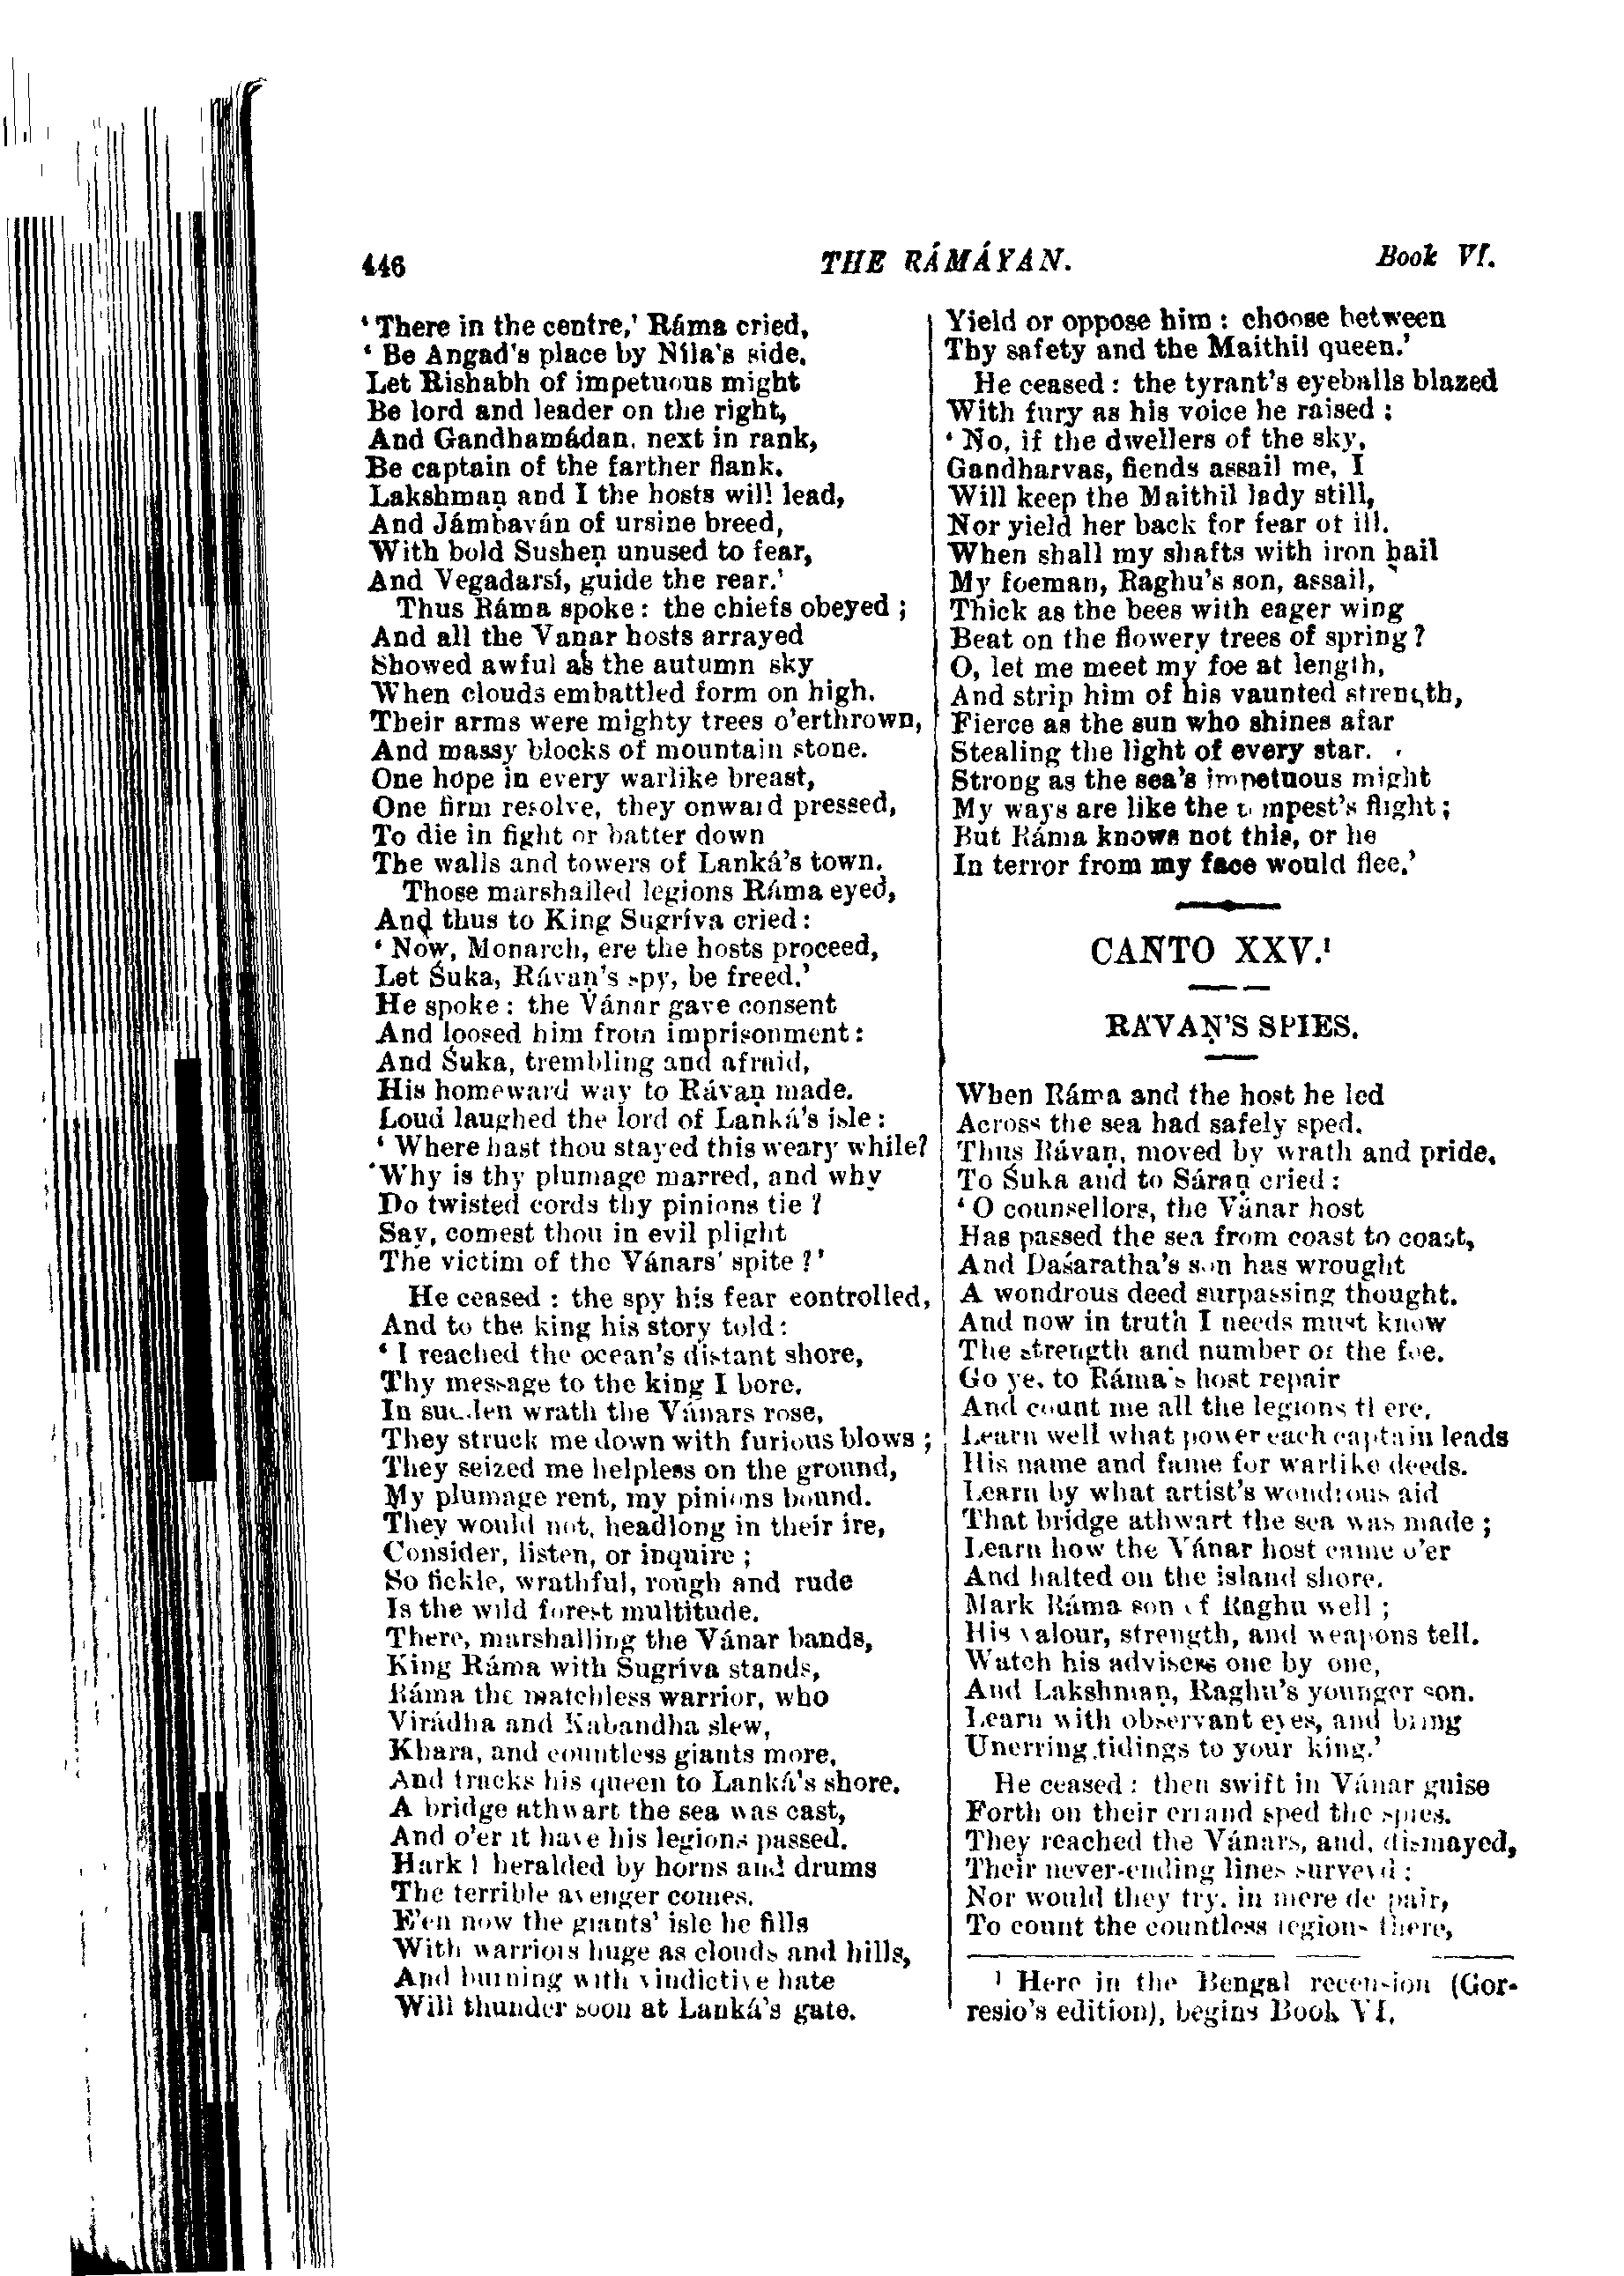 446
THE RÁMÁYAN.
Book VI.
‘There in the centre,’ Ráma cried,
‘Be Angad's place by Níla's side.
Let Rishabh of impetuous might
Be lord and leader on the right,
And Gandhamádan, next in rank,
Be captain of the farther flank.
Lakshmaṇ and I the hosts will lead,
And Jámbaván of ursine breed,
With bold Susheṇ unused to fear,
And Vegadarsí, guide the rear.’
Thus Ráma spoke: the chiefs obeyed;
And all the Vanar hosts arrayed
Showed awful as the autumn sky
When clouds embattled form on high.
Their arms were mighty trees o'erthrown,
And massy blocks of mountain stone.
One hope in every warlike breast,
One firm resolve, they onward pressed,
To die in fight or batter down
The walls and towers of Lanká's town.
Those marshalled legions Ráma eyed,
And thus to King Sugríva cried:
‘Now, Monarch, ere the hosts proceed,
Let Śuka, Rávaṇ's spy, be freed.’
He spoke: the Vánar gave consent
And loosed him from imprisonment:
And Śuka, trembling and afraid,
His homeward way to Rávaṇ made.
Loud laughed the lord of Lanká's isle:
‘Where hast thou stayed this weary while?
Why is thy plumage marred, and why
Do twisted cords thy pinions tie?
Say, comest thou in evil plight
The victim of the Vánars' spite?’
He ceased: the spy his fear controlled,
And to the king his story told:
‘I reached the ocean's distant shore,
Thy message to the king I bore.
In sudden wrath the Vánars rose,
They struck me down with furious blows;
They seized me helpless on the ground,
My plumage rent, my pinions bound.
They would not, headlong in their ire,
Consider, listen, or inquire;
So fickle, wrathful, rough and rude
Is the wild forest multitude.
There, marshalling the Vánar bands,
King Ráma with Sugríva stands,
Ráma the matchless warrior, who
Virádha and Kabandha slew,
Khara, and countless giants more,
And tracks his queen to Lanká's shore.
A bridge athwart the sea was cast,
And o'er it have his legions passed.
Hark! heralded by horns and drums
The terrible avenger comes.
E'en now the giants' isle he fills
With warriors huge as clouds and hills,
And burning with vindictive hate
Will thunder soon at Lanká's gate.
Yield or oppose him: choose between
Thy safety and the Maithil queen.’
He ceased: the tyrant's eyeballs blazed
With fury as his voice he raised:
‘No, if the dwellers of the sky,
Gandharvas, fiends assail me, I
Will keep the Maithil lady still,
Nor yield her back for fear of ill.
When shall my shafts with iron hail
My foeman, Raghu's son, assail,
Thick as the bees with eager wing
Beat on the flowery trees of spring?
O, let me meet my foe at length,
And strip him of his vaunted strength,
Fierce as the sun who shines afar
Stealing the light of every star.
Strong as the sea's impetuous might
My ways are like the tempest's flight;
But Ráma knows not this, or he
In terror from my face would flee.’
CANTO XXV.¹
RÁVAṆ'S SPIES.
When Ráma and the host he led
Across the sea had safely sped,
Thus Rávaṇ, moved by wrath and pride,
To Śuka and to Sáraṇ cried:
‘O counsellors, the Vánar host
Has passed the sea from coast to coast,
And Daśaratha's son has wrought
A wondrous deed surpassing thought.
And now in truth I needs must know
The strength and number of the foe.
Go ye, to Ráma's host repair
And count me all the legions there.
Learn well what power each captain leads
His name and fame for warlike deeds.
Learn by what artist's wondrous aid
That bridge athwart the sea was made;
Learn how the Vánar host came o'er
And halted on the island shore.
Mark Ráma son of Raghu well;
His valour, strength, and weapons tell.
Watch his advisers one by one,
And Lakshmaṇ, Raghu's younger son.
Learn with observant eyes, and bring
Unerring tidings to your king.’
He ceased: then swift in Vánar guise
Forth on their errand sped the spies.
They reached the Vánars, and, dismayed,
Their never-ending lines surveyed:
Nor would they try, in mere despair,
To count the countless legions there,
¹ Here in the Bengal recension (Gor-
resio's edition), begins Book VI.